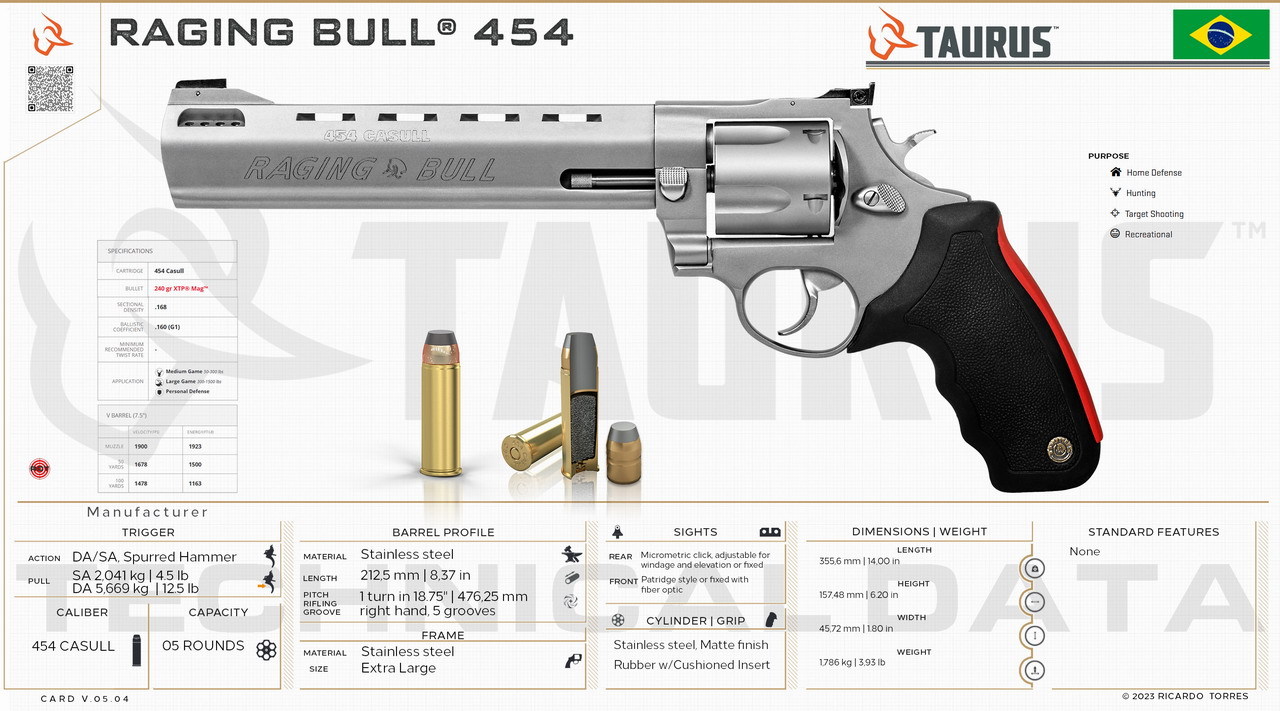 RAGING BULL® 454
TAURUS™
454 CASULL
RAGING BULL
PURPOSE
Home Defense
Hunting
Target Shooting
Recreational
TAURUS™
SPECIFICATIONS
CARTRIDGE 454 Casull
BULLET 240 gr XTP® Mag™
SECTIONAL DENSITY .168
BALLISTIC COEFFICIENT .160 (G1)
MINIMUM RECOMMENDED TWIST RATE -
APPLICATION
Medium Game 50-300 lbs
Large Game 300-1500 lbs
Personal Defense
V BARREL (7.5")
MUZZLE 1900 1923
50 YARDS 1678 1500
100 YARDS 1478 1163
Manufacturer
TECHNICAL DATA
TRIGGER
ACTION DA/SA, Spurred Hammer
PULL SA 2.041 kg | 4.5 lb
DA 5,669 kg | 12.5 lb
CALIBER
454 CASULL
CAPACITY
05 ROUNDS
BARREL PROFILE
MATERIAL Stainless steel
LENGTH 212,5 mm | 8,37 in
PITCH RIFLING GROOVE
1 turn in 18.75" | 476,25 mm
right hand, 5 grooves
FRAME
MATERIAL Stainless steel
SIZE Extra Large
SIGHTS
REAR Micrometric click, adjustable for
windage and elevation or fixed
FRONT Patridge style or fixed with
fiber optic
CYLINDER | GRIP
Stainless steel, Matte finish
Rubber w/Cushioned Insert
DIMENSIONS | WEIGHT
LENGTH
355,6 mm | 14.00 in
HEIGHT
157.48 mm | 6.20 in
WIDTH
45.72 mm | 1.80 in
WEIGHT
1,786 kg | 3,93 lb
STANDARD FEATURES
None
CARD V.05.04
© 2023 RICARDO TORRES